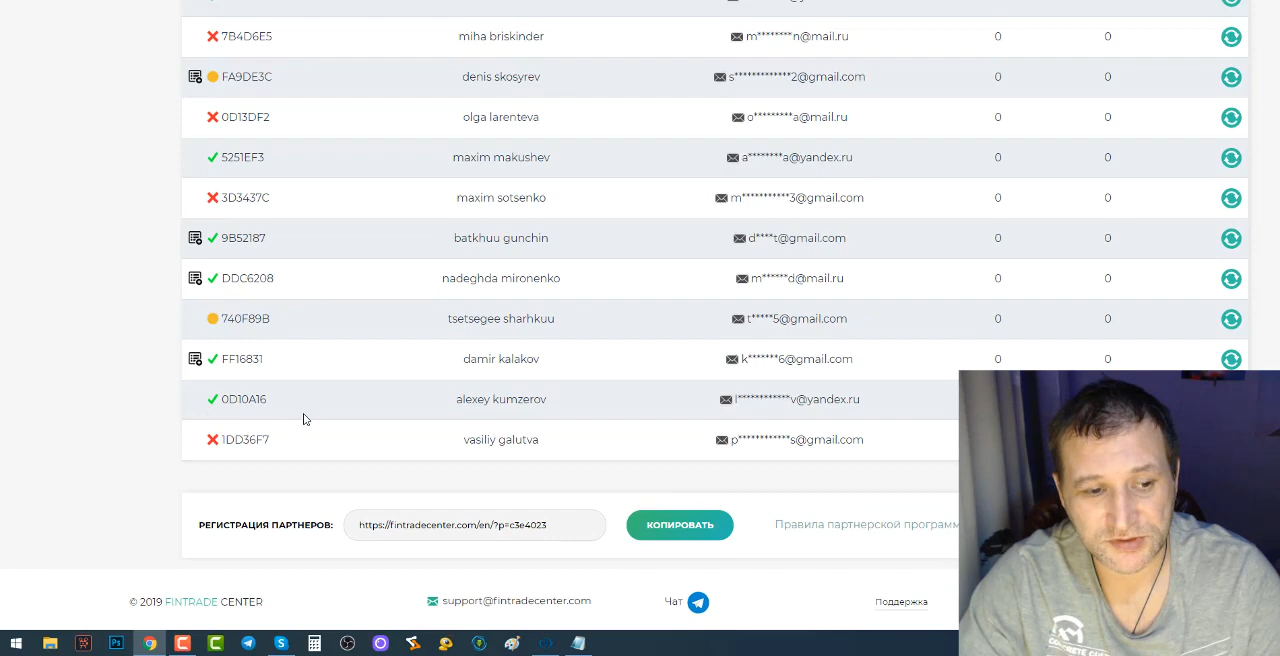 7B4D6E5 miha briskinder m********n@mail.ru 0 0
FA9DE3C denis skosyrev s*************2@gmail.com 0 0
0D13DF2 olga larenteva o*********a@mail.ru 0 0
5251EF3 maxim makushev a********a@yandex.ru 0 0
3D3437C maxim sotsenko m***********3@gmail.com 0 0
9B52187 batkhuu gunchin d****t@gmail.com 0 0
DDC6208 nadeghda mironenko m******d@mail.ru 0 0
740F89B tsetsegee sharhkuu t*****5@gmail.com 0 0
FF16831 damir kalakov k*******6@gmail.com 0 0
0D10A16 alexey kumzerov l************v@yandex.ru
1DD36F7 vasiliy galutva p************s@gmail.com
РЕГИСТРАЦИЯ ПАРТНЕРОВ: https://fintradecenter.com/en/?p=c3e4023 КОПИРОВАТЬ Правила партнерской програм
© 2019 FINTRADE CENTER support@fintradecenter.com Чат Поддержка